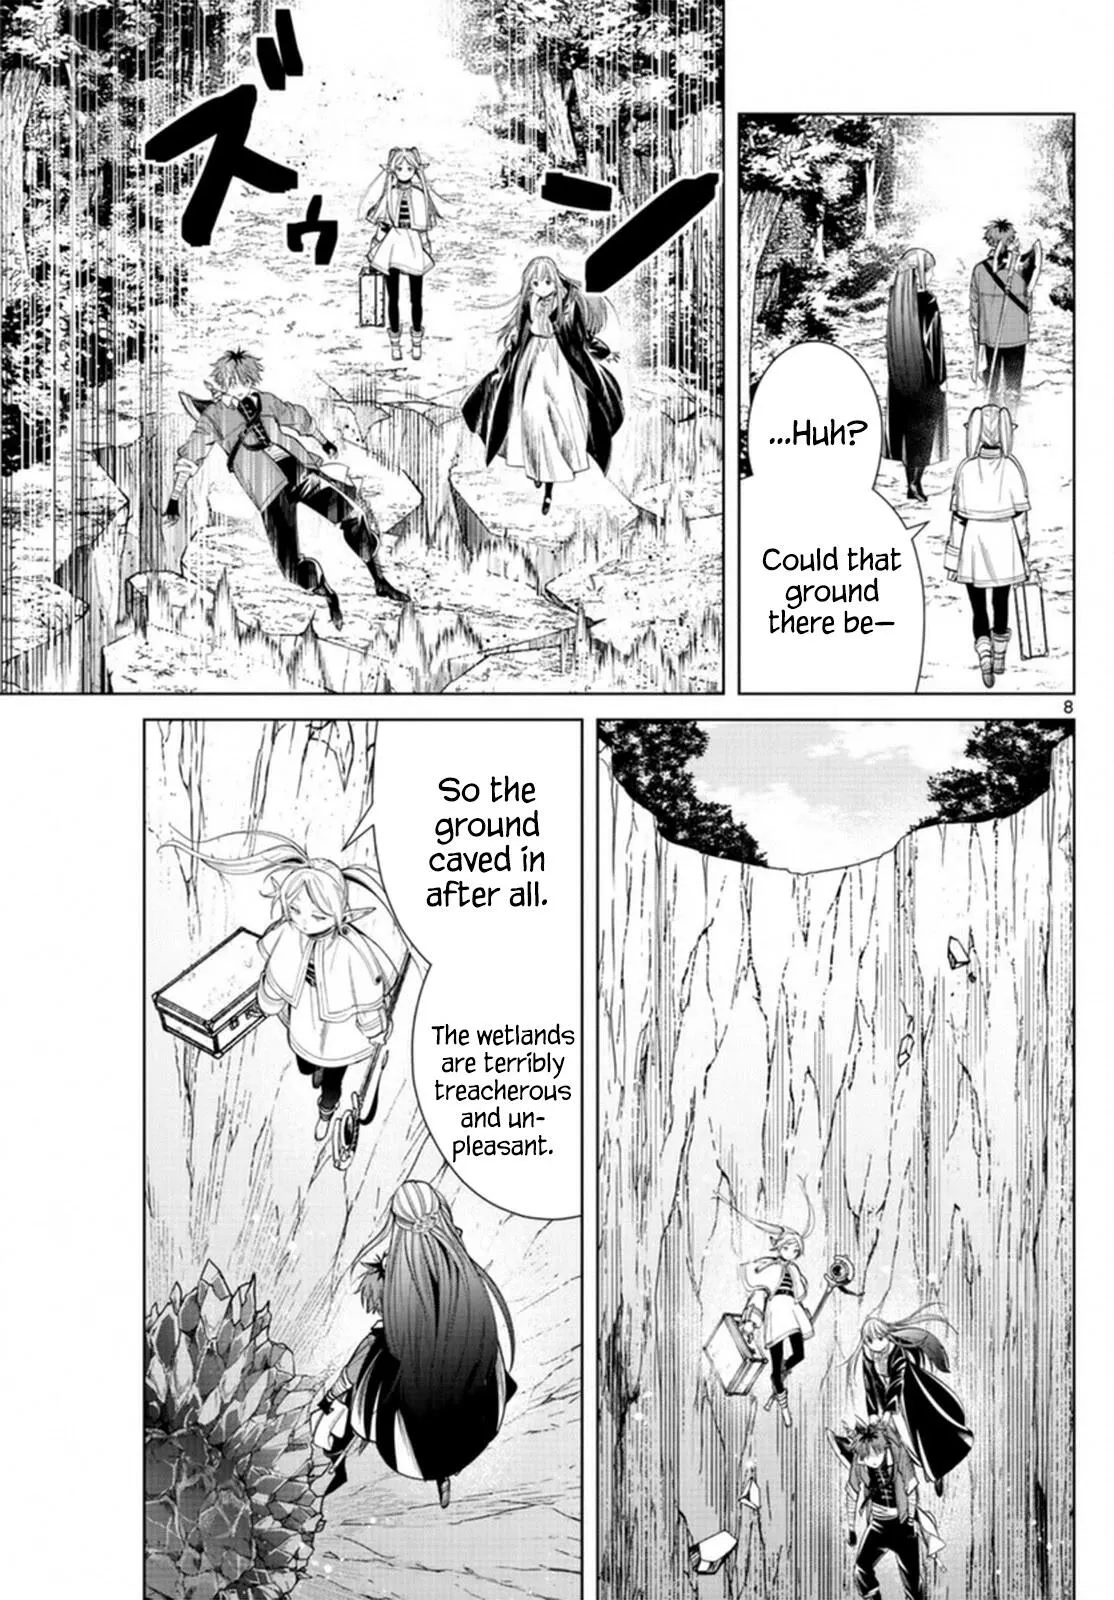 ...Huh?
Could that
ground
there be—
ズゥーン
8
So the
ground
caved in
after all.
The wetlands
are terribly
treacherous
and un-
pleasant.